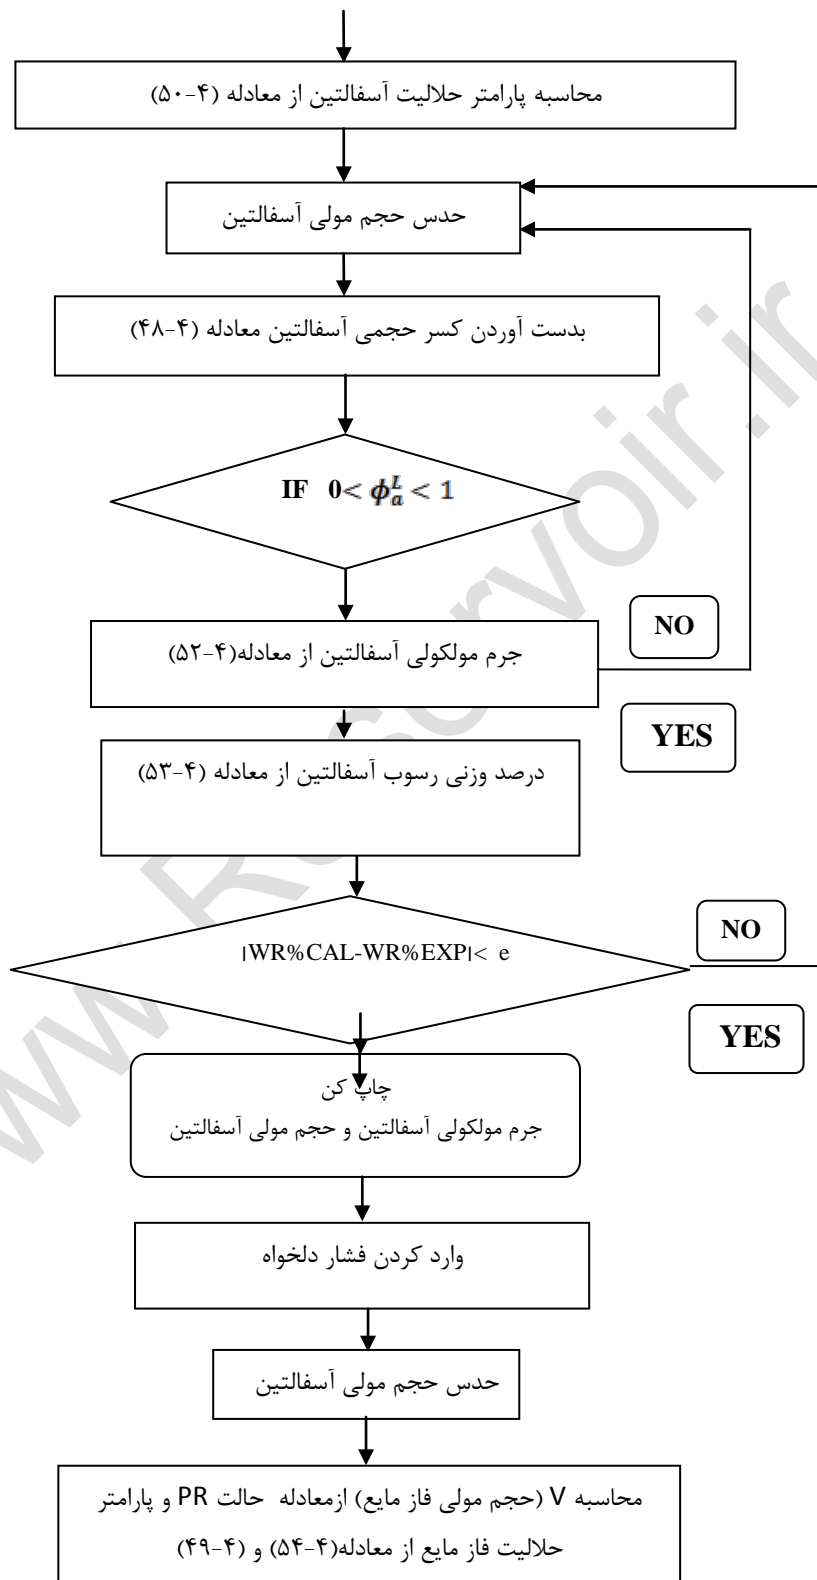 محاسبه پارامتر حلالیت آسفالتین از معادله (۴-۵۰)
حدس حجم مولی آسفالتین
بدست آوردن کسر حجمی آسفالتین معادله (۴-۴۸)
IF 0< ϕₐᴸ < 1
جرم مولکولی آسفالتین از معادله(۴-۵۲)
NO
YES
درصد وزنی رسوب آسفالتین از معادله (۴-۵۳)
|WR%CAL-WR%EXP|< e
NO
YES
چاپ کن
جرم مولکولی آسفالتین و حجم مولی آسفالتین
وارد کردن فشار دلخواه
حدس حجم مولی آسفالتین
محاسبه V (حجم مولی فاز مایع) ازمعادله حالت PR و پارامتر
حلالیت فاز مایع از معادله(۴-۵۴) و (۴-۴۹)